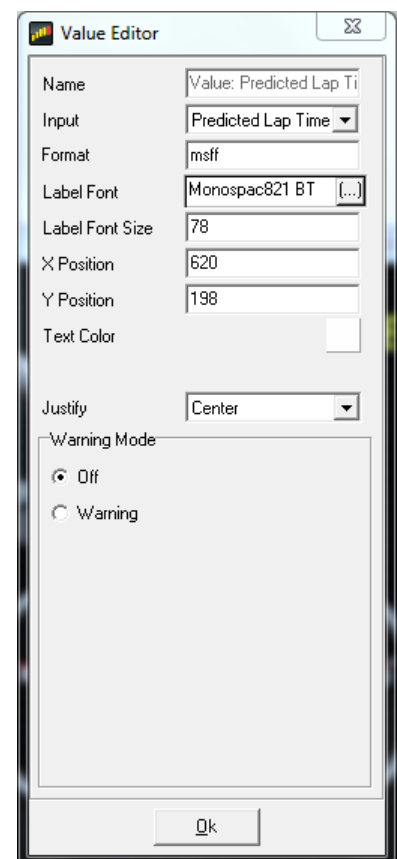 Value Editor
Name Value: Predicted Lap Ti
Input Predicted Lap Time
Format msff
Label Font Monospac821 BT (...)
Label Font Size 78
X Position 620
Y Position 198
Text Color
Justify Center
Warning Mode
Off
Warning
Ok